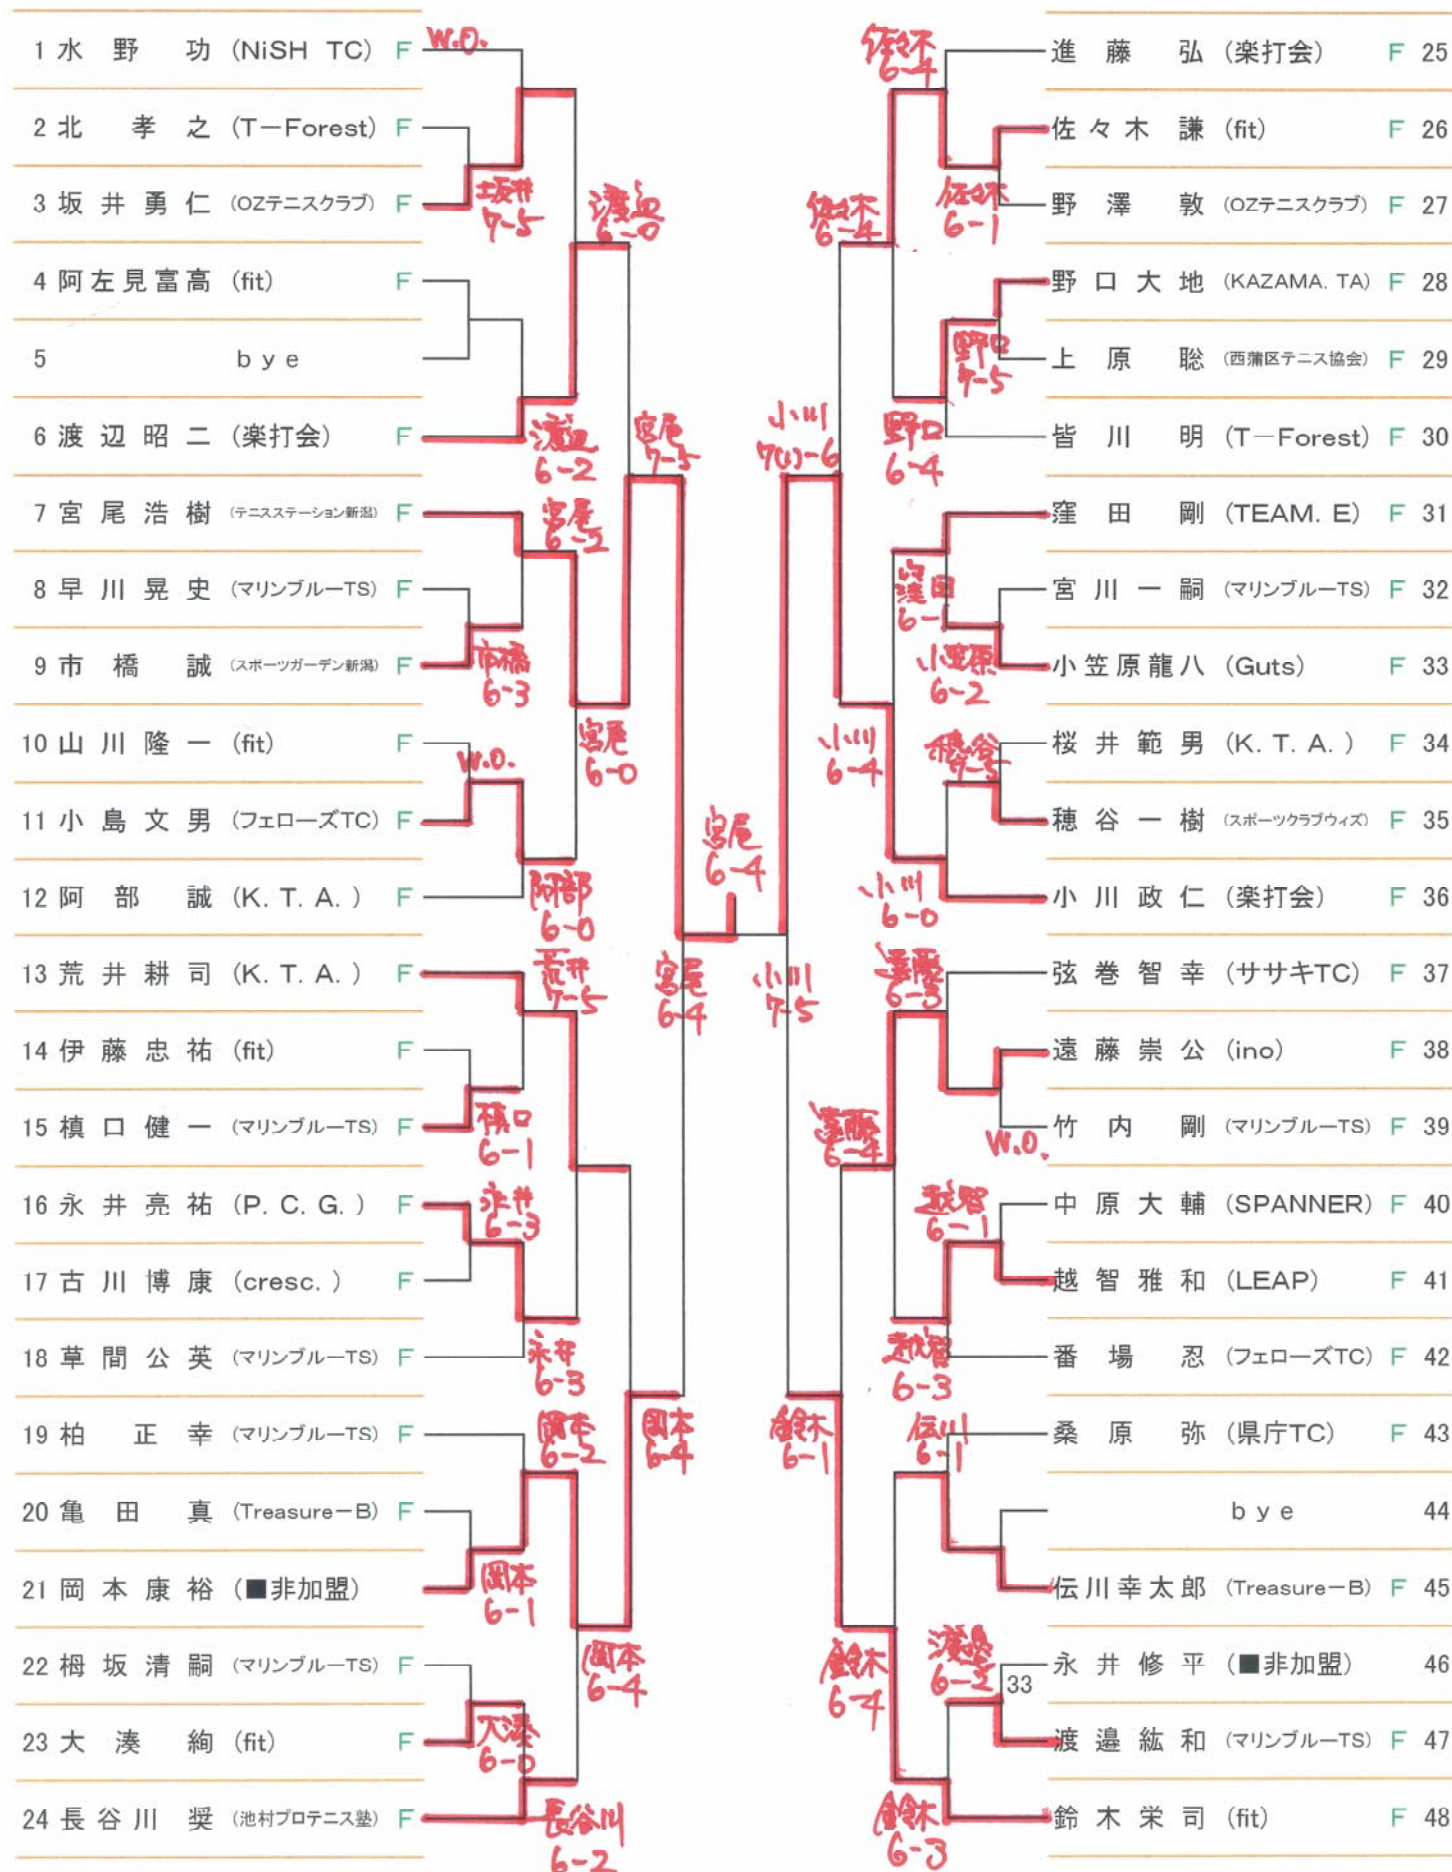 1 水野 功 (NiSH TC) F W.O.
2 北 孝之 (T-Forest) F
3 坂井勇仁 (OZテニスクラブ) F
坂井
7-5
渡辺
6-0
4 阿左見富高 (fit) F
5 bye
6 渡辺昭二 (楽打会) F
渡辺
6-2
宮尾
7-5
7 宮尾浩樹 (テニスステーション新潟) F
宮尾
6-2
8 早川晃史 (マリンブルーTS) F
9 市橋 誠 (スポーツガーデン新潟) F
市橋
6-3
10 山川隆一 (fit) F
W.O.
宮尾
6-0
11 小島文男 (フェローズTC) F
12 阿部 誠 (K.T.A.) F
阿部
6-0
宮尾
6-4
13 荒井耕司 (K.T.A.) F
荒井
7-5
宮尾
6-4
14 伊藤忠祐 (fit) F
15 槙口健一 (マリンブルーTS) F
槙口
6-1
16 永井亮祐 (P.C.G.) F
永井
6-3
17 古川博康 (cresc.) F
18 草間公英 (マリンブルーTS) F
永井
6-3
19 柏 正幸 (マリンブルーTS) F
岡本
6-2
岡本
6-4
20 亀田 真 (Treasure-B) F
21 岡本康裕 (■非加盟)
岡本
6-1
22 栂坂清嗣 (マリンブルーTS) F
岡本
6-4
23 大湊 絢 (fit) F
大湊
6-0
24 長谷川 奨 (池村プロテニス塾) F
長谷川
6-2
佐々木
6-4
進藤 弘 (楽打会) F 25
佐々木謙 (fit) F 26
佐々木
6-4
佐々木
6-1
野澤 敦 (OZテニスクラブ) F 27
野口大地 (KAZAMA.TA) F 28
野口
7-5
上原 聡 (西蒲区テニス協会) F 29
小川
7(1)-6
野口
6-4
皆川 明 (T-Forest) F 30
窪田 剛 (TEAM.E) F 31
窪田
6-1
宮川一嗣 (マリンブルーTS) F 32
小笠原
6-2
小笠原龍八 (Guts) F 33
小川
6-4
穂谷
7-5
桜井範男 (K.T.A.) F 34
穂谷一樹 (スポーツクラブウィズ) F 35
小川
6-0
小川政仁 (楽打会) F 36
小川
7-5
遠藤
6-3
弦巻智幸 (ササキTC) F 37
遠藤崇公 (ino) F 38
遠藤
6-4
W.O.
竹内 剛 (マリンブルーTS) F 39
越智
6-1
中原大輔 (SPANNER) F 40
越智雅和 (LEAP) F 41
越智
6-3
番場 忍 (フェローズTC) F 42
鈴木
6-1
伝川
6-1
桑原 弥 (県庁TC) F 43
bye 44
伝川幸太郎 (Treasure-B) F 45
鈴木
6-4
渡邉
6-2
33
永井修平 (■非加盟) 46
渡邉紘和 (マリンブルーTS) F 47
鈴木
6-3
鈴木栄司 (fit) F 48